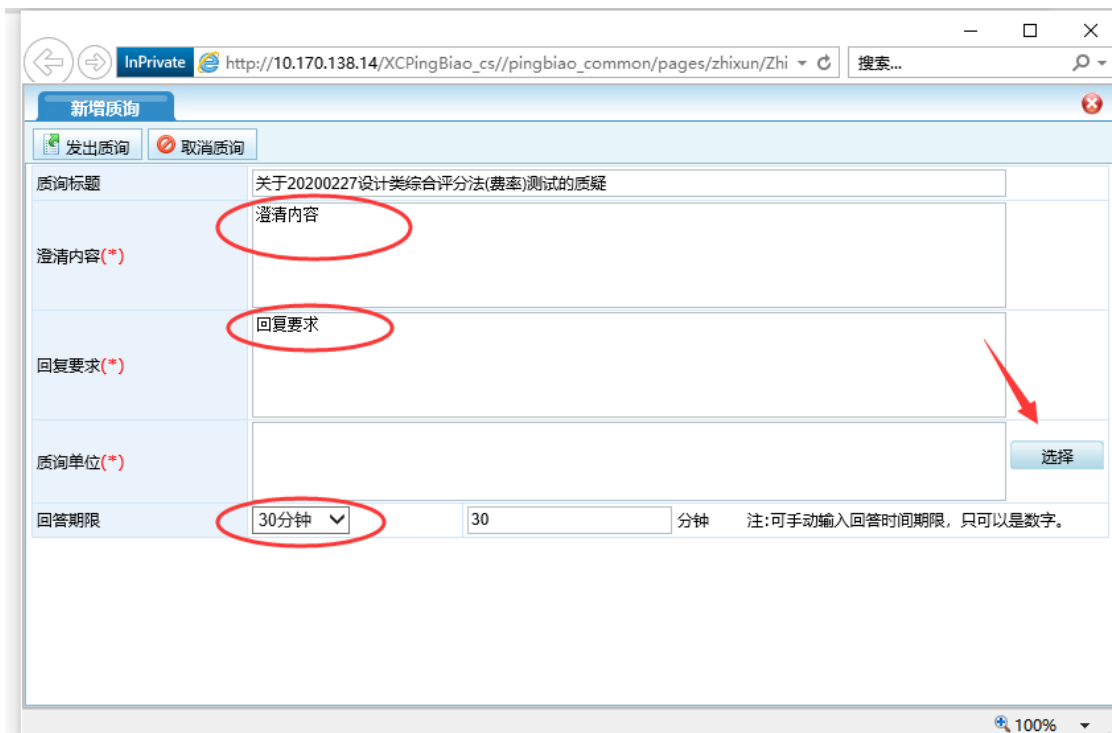 InPrivate http://10.170.138.14/XCPingBiao_cs//pingbiao_common/pages/zhixun/Zhi 搜索...
新增质询
发出质询 取消质询
质询标题 关于20200227设计类综合评分法(费率)测试的质疑
澄清内容
澄清内容(*)
回复要求
回复要求(*)
质询单位(*) 选择
回答期限 30分钟 30 分钟 注:可手动输入回答时间期限，只可以是数字。
100%